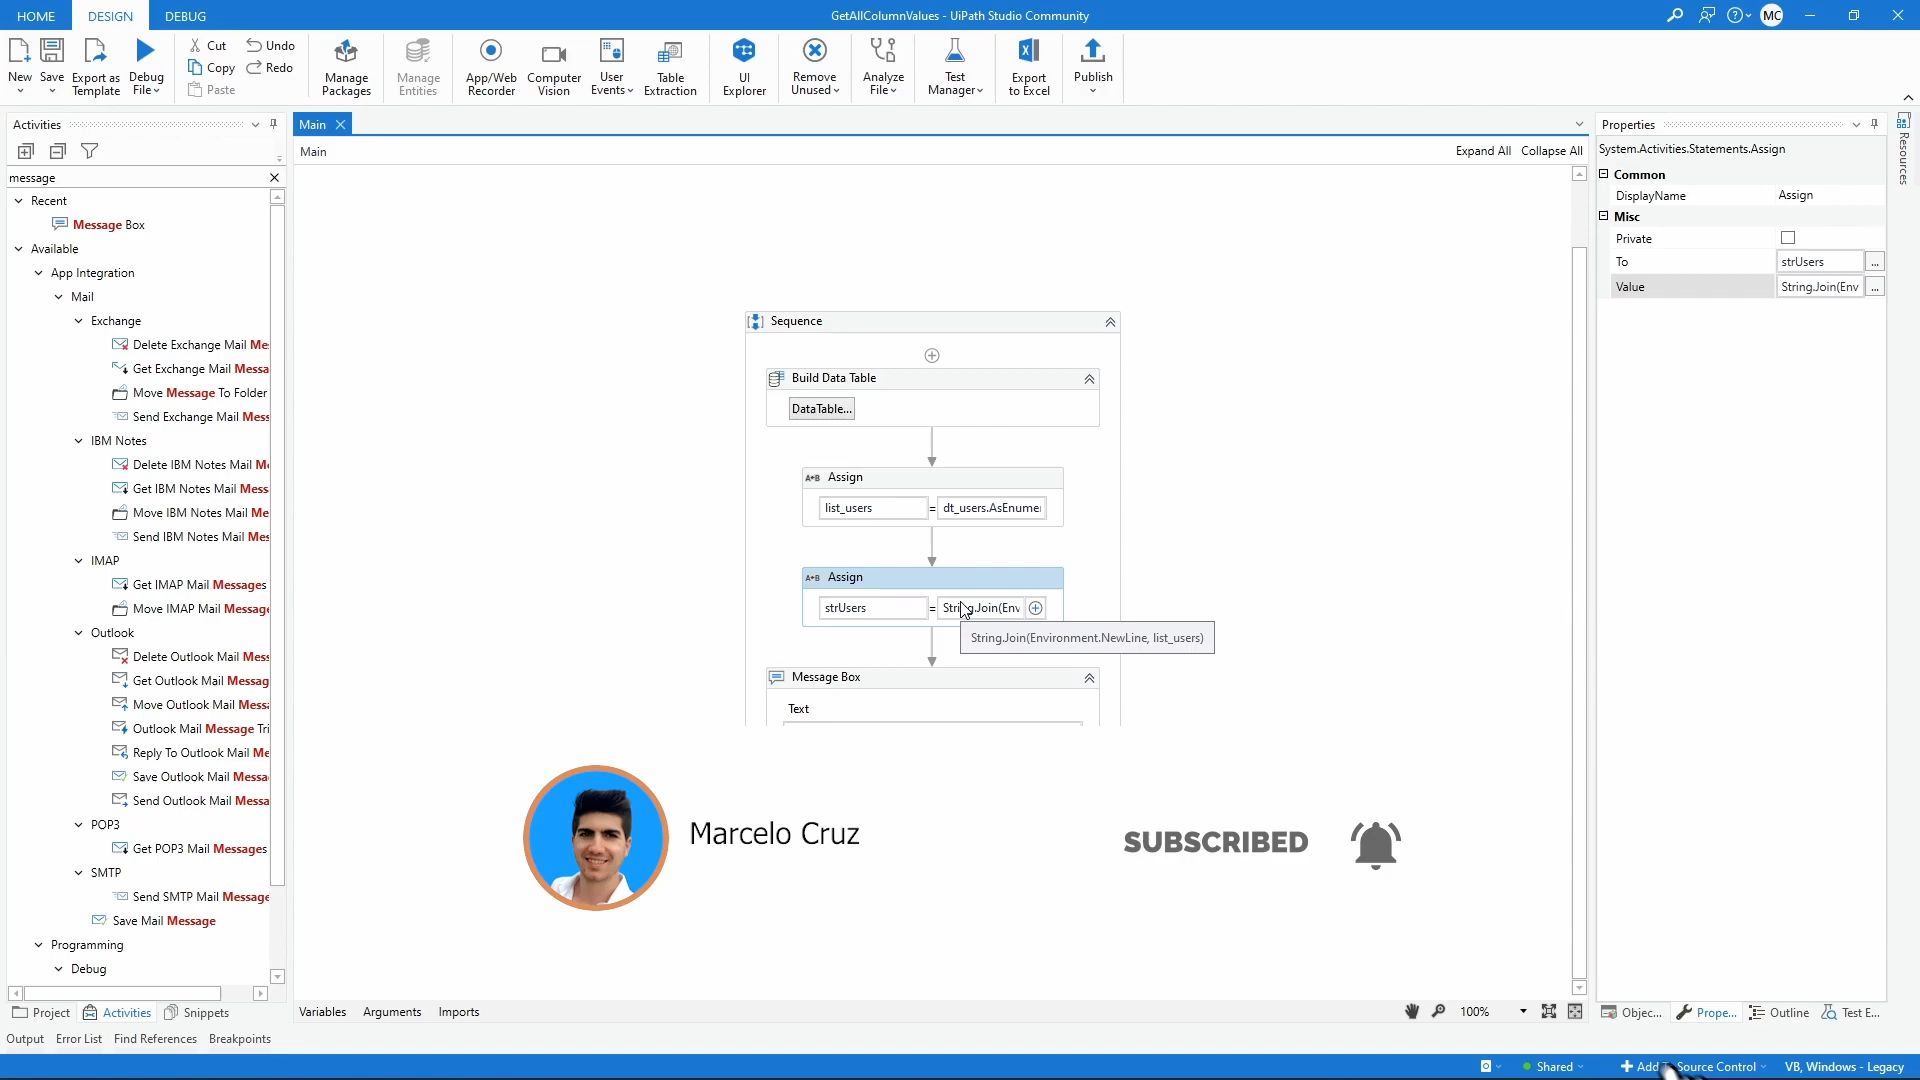 HOME
DESIGN
DEBUG
GetAllColumnValues - UiPath Studio Community
MC
New
Save
Export as Template
Debug File
Cut
Copy
Paste
Undo
Redo
Manage Packages
Manage Entities
App/Web Recorder
Computer Vision
User Events
Table Extraction
UI Explorer
Remove Unused
Analyze File
Test Manager
Export to Excel
Publish
Activities
message
Recent
Message Box
Available
App Integration
Mail
Exchange
Delete Exchange Mail Me
Get Exchange Mail Messa
Move Message To Folder
Send Exchange Mail Mess
IBM Notes
Delete IBM Notes Mail M
Get IBM Notes Mail Mess
Move IBM Notes Mail Me
Send IBM Notes Mail Mes
IMAP
Get IMAP Mail Messages
Move IMAP Mail Message
Outlook
Delete Outlook Mail Mess
Get Outlook Mail Messag
Move Outlook Mail Messa
Outlook Mail Message Tri
Reply To Outlook Mail Me
Save Outlook Mail Messa
Send Outlook Mail Messa
POP3
Get POP3 Mail Messages
SMTP
Send SMTP Mail Message
Save Mail Message
Programming
Debug
Project
Activities
Snippets
Main
Main
Expand All
Collapse All
Sequence
Build Data Table
DataTable...
A+B Assign
list_users = dt_users.AsEnumer
A+B Assign
strUsers = String.Join(Env
String.Join(Environment.NewLine, list_users)
Message Box
Text
Marcelo Cruz
SUBSCRIBED
Variables
Arguments
Imports
100%
Properties
System.Activities.Statements.Assign
Common
DisplayName Assign
Misc
Private
To strUsers ...
Value String.Join(Env ...
Resources
Objec...
Prope...
Outline
Test E...
Output
Error List
Find References
Breakpoints
Shared
Add Source Control
VB, Windows - Legacy